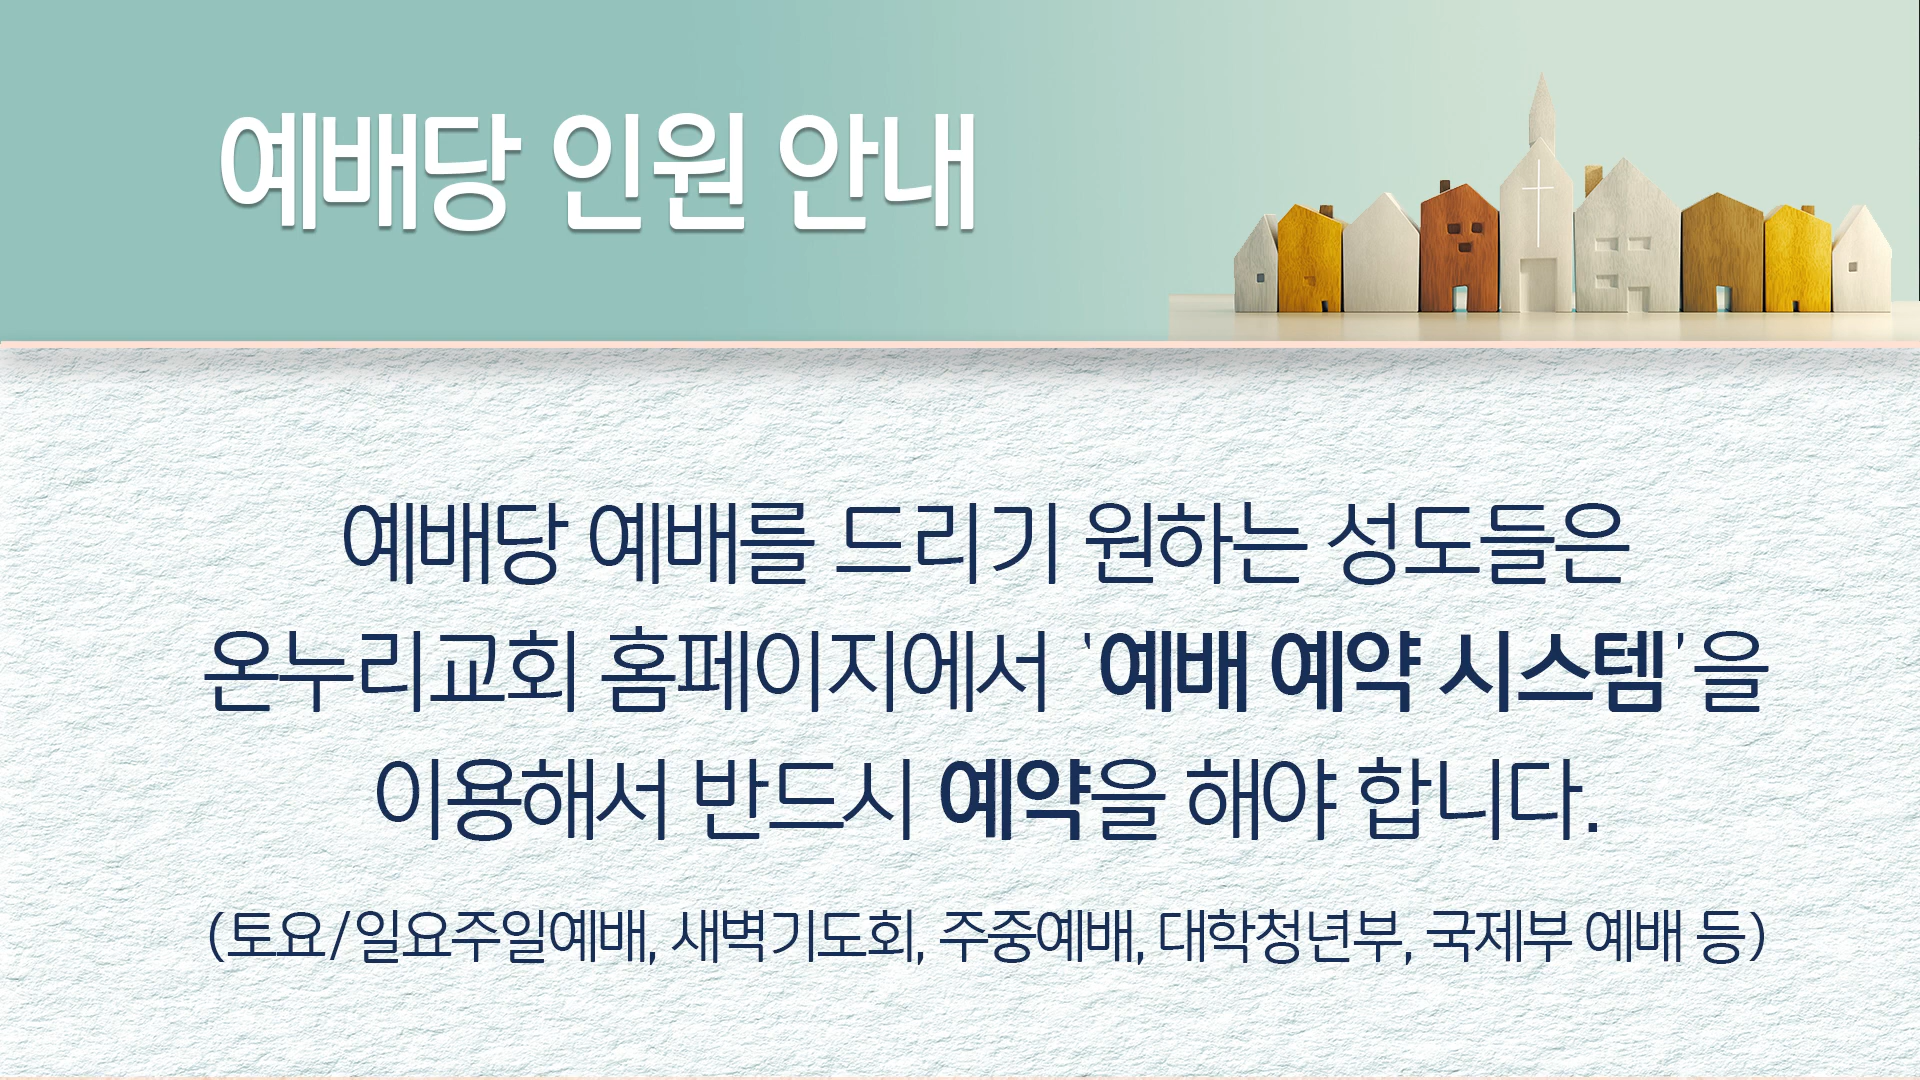 예배당 인원 안내
예배당 예배를 드리기 원하는 성도들은
온누리교회 홈페이지에서 '예배 예약 시스템'을
이용해서 반드시 예약을 해야 합니다.
(토요/일요주일예배, 새벽기도회, 주중예배, 대학청년부, 국제부 예배 등)